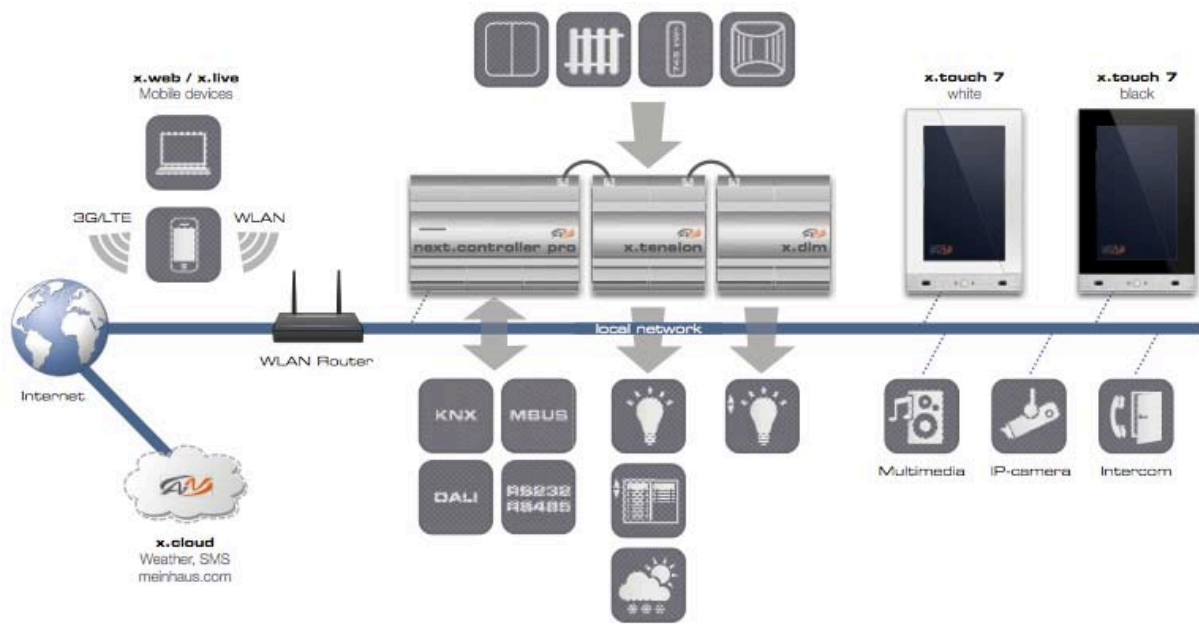 x.web / x.live
Mobile devices
3G/LTE
WLAN
x.touch 7
white
x.touch 7
black
next.controller pro
x.tension
x.dim
local network
WLAN Router
Internet
KNX
MBUS
DALI
RS232
RS485
Multimedia
IP-camera
Intercom
x.cloud
Weather, SMS
meinhaus.com